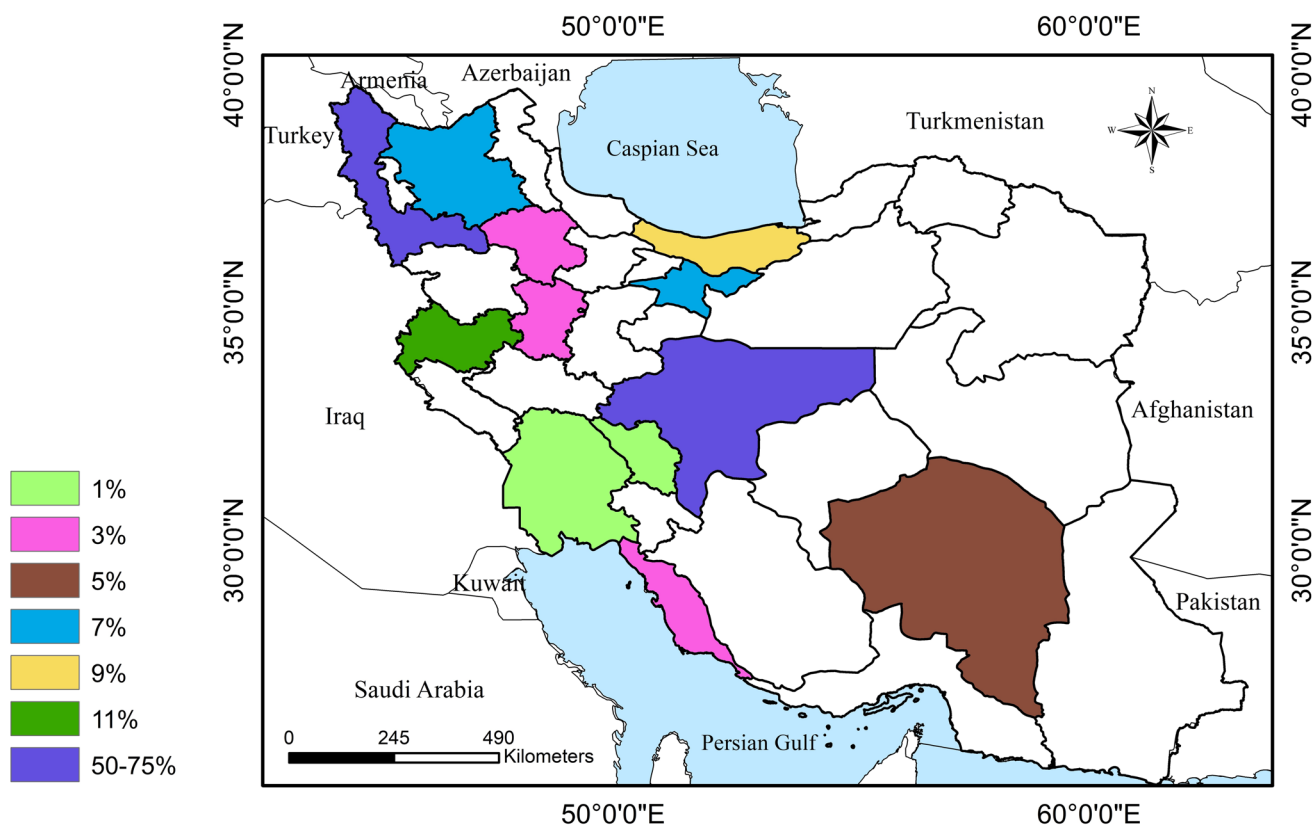 50°0'0"E
60°0'0"E
40°0'0"N
40°0'0"N
Armenia
Azerbaijan
Turkey
Caspian Sea
Turkmenistan
N
W
E
S
35°0'0"N
35°0'0"N
Iraq
Afghanistan
30°0'0"N
30°0'0"N
Kuwait
Pakistan
Saudi Arabia
Persian Gulf
0
245
490
Kilometers
1%
3%
5%
7%
9%
11%
50-75%
50°0'0"E
60°0'0"E